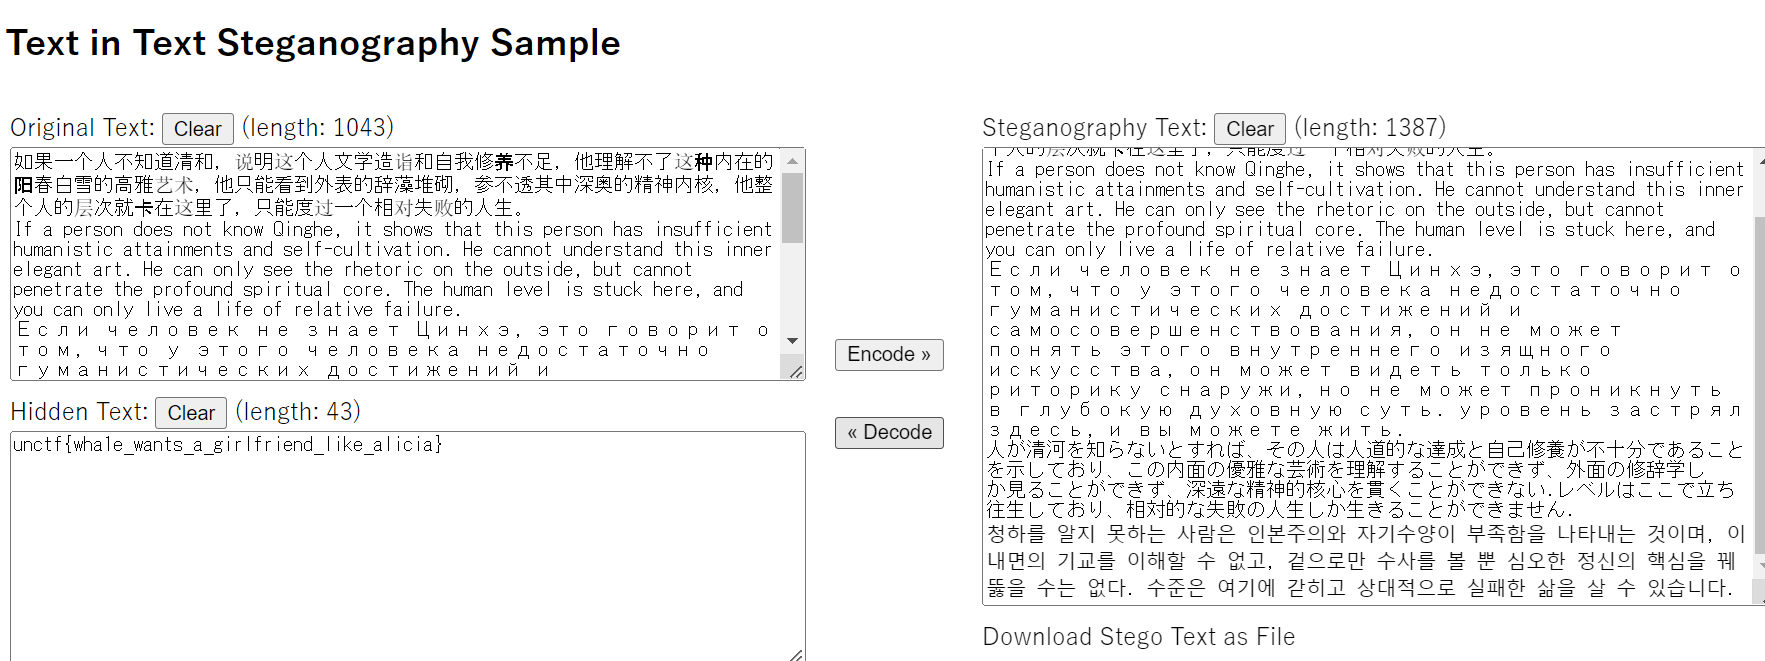 Text in Text Steganography Sample
Original Text: Clear (length: 1043)
如果一个人不知道清和，说明这个人文学造诣和自我修养不足，他理解不了这种内在的
阳春白雪的高雅艺术，他只能看到外表的辞藻堆砌，参不透其中深奥的精神内核，他整
个人的层次就卡在这里了，只能度过一个相对失败的人生。
If a person does not know Qinghe, it shows that this person has insufficient
humanistic attainments and self-cultivation. He cannot understand this inner
elegant art. He can only see the rhetoric on the outside, but cannot
penetrate the profound spiritual core. The human level is stuck here, and
you can only live a life of relative failure.
Если человек не знает Цинхэ, это говорит о
том, что у этого человека недостаточно
гуманистических достижений и
Hidden Text: Clear (length: 43)
unctf{wha1e_wants_a_girlfriend_like_alicia}
Encode »
« Decode
Steganography Text: Clear (length: 1387)
个人的层次就卡在这里了，只能度过一个相对失败的人生。
If a person does not know Qinghe, it shows that this person has insufficient
humanistic attainments and self-cultivation. He cannot understand this inner
elegant art. He can only see the rhetoric on the outside, but cannot
penetrate the profound spiritual core. The human level is stuck here, and
you can only live a life of relative failure.
Если человек не знает Цинхэ, это говорит о
том, что у этого человека недостаточно
гуманистических достижений и
самосовершенствования, он не может
понять этого внутреннего изящного
искусства, он может видеть только
риторику снаружи, но не может проникнуть
в глубокую духовную суть. уровень застрял
здесь, и вы можете жить.
人が清河を知らないとすれば、その人は人道的な達成と自己修養が不十分であること
を示しており、この内面の優雅な芸術を理解することができず、外面の修辞学し
か見ることができず、深遠な精神的核心を貫くことができない.レベルはここで立ち
往生しており、相対的な失敗の人生しか生きることができません.
청하를 알지 못하는 사람은 인본주의와 자기수양이 부족함을 나타내는 것이며, 이
내면의 기교를 이해할 수 없고, 겉으로만 수사를 볼 뿐 심오한 정신의 핵심을 꿰
뚫을 수는 없다. 수준은 여기에 갇히고 상대적으로 실패한 삶을 살 수 있습니다.
Download Stego Text as File